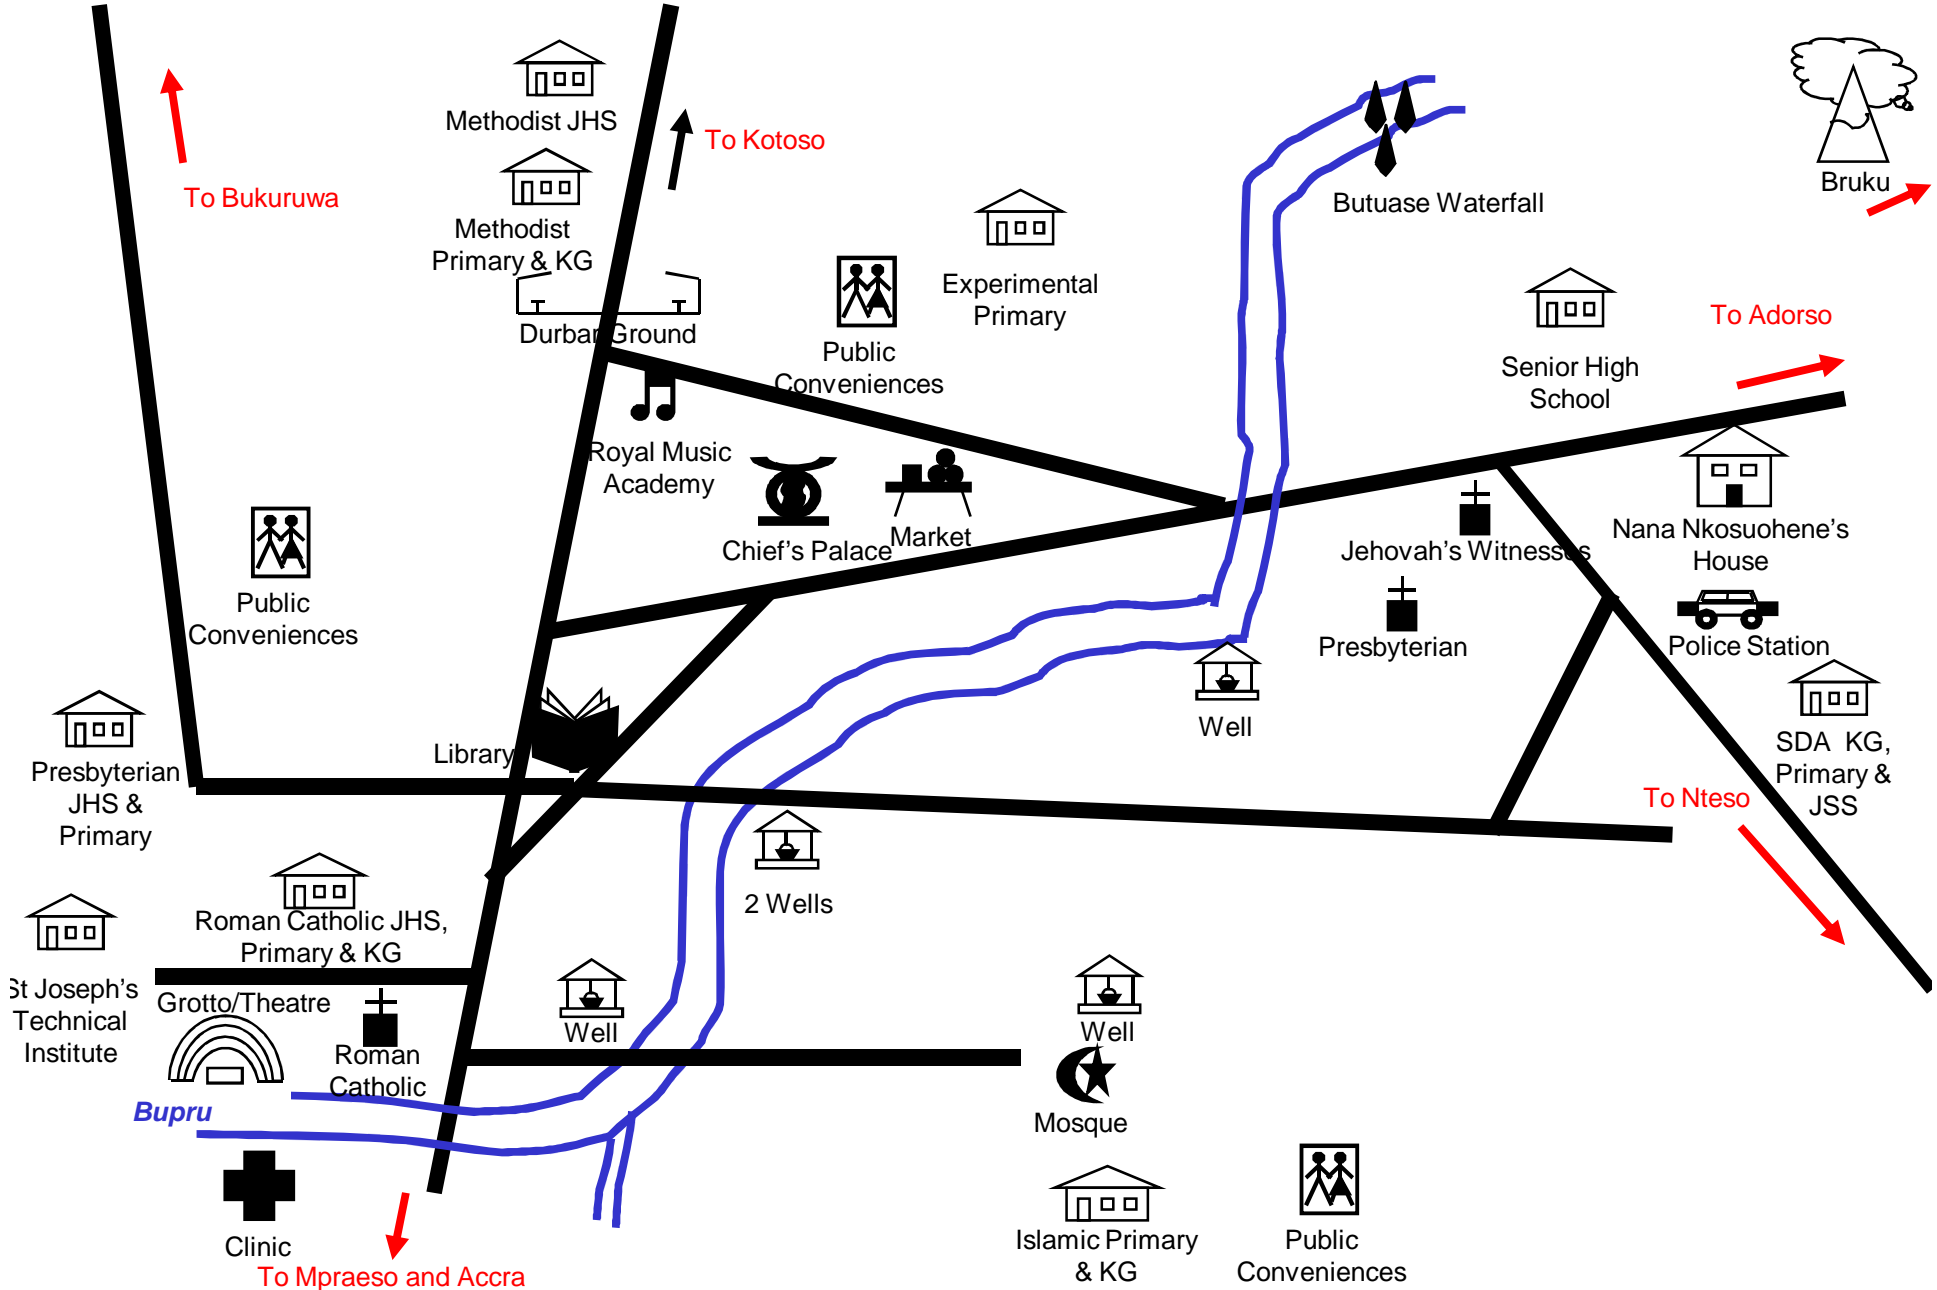 Methodist JHS
To Kotoso
To Bukuruwa
Bruku
Butuase Waterfall
Methodist
Primary & KG
Experimental
Primary
Durbar Ground
Public
Conveniences
To Adorso
Senior High
School
Royal Music
Academy
Chief's Palace
Market
Jehovah's Witnesses
Nana Nkosuohene's
House
Public
Conveniences
Presbyterian
Police Station
Well
Library
SDA KG,
Primary &
JSS
Presbyterian
JHS &
Primary
To Nteso
2 Wells
Roman Catholic JHS,
Primary & KG
St Joseph's
Technical
Institute
Grotto/Theatre
Well
Well
Roman
Catholic
Bupru
Mosque
Clinic
Islamic Primary
& KG
Public
Conveniences
To Mpraeso and Accra